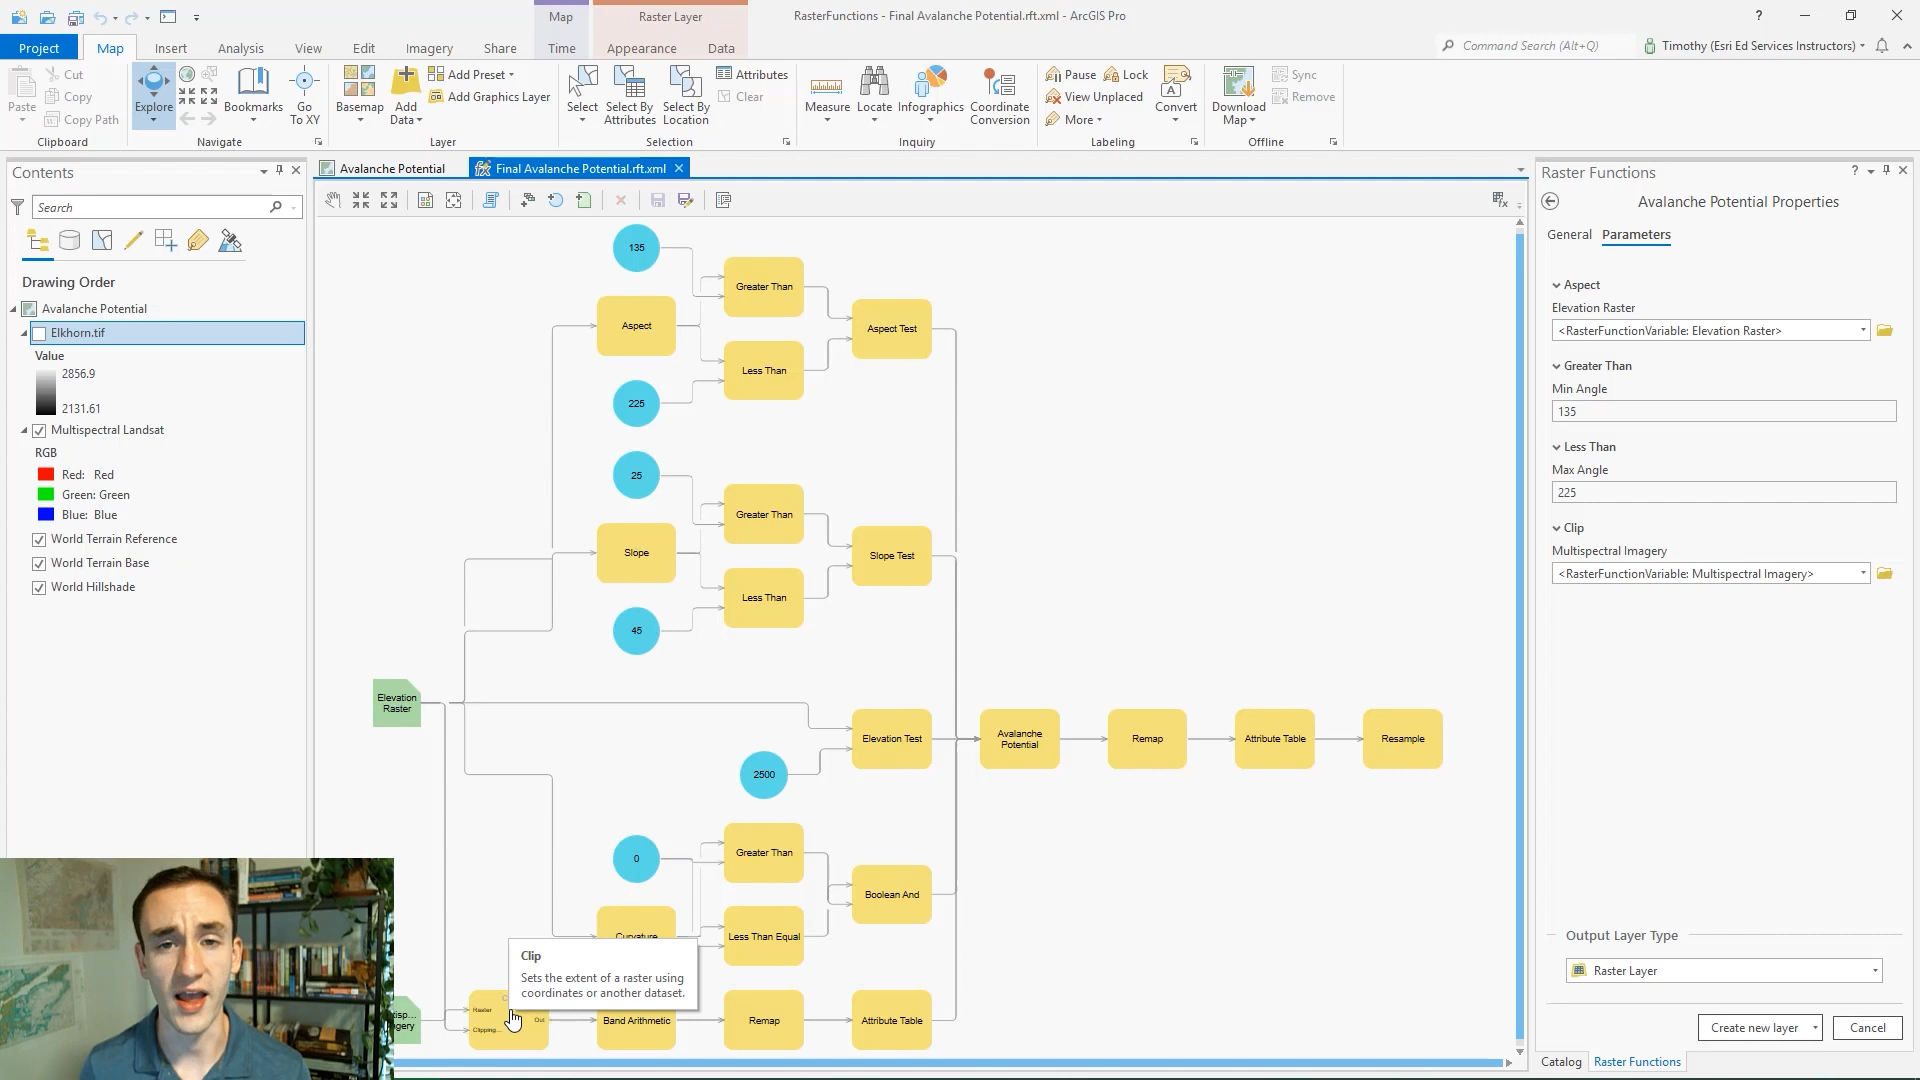 Map
Raster Layer
RasterFunctions - Final Avalanche Potential.rft.xml - ArcGIS Pro
?
Project
Map
Insert
Analysis
View
Edit
Imagery
Share
Time
Appearance
Data
Command Search (Alt+Q)
Timothy (Esri Ed Services Instructors)
Paste
Cut
Copy
Copy Path
Clipboard
Explore
Bookmarks
Go To XY
Navigate
Basemap
Add Data
Add Preset
Add Graphics Layer
Layer
Select
Select By Attributes
Select By Location
Attributes
Clear
Selection
Measure
Locate
Infographics
Coordinate Conversion
Inquiry
Pause
Lock
View Unplaced
More
Convert
Labeling
Download Map
Sync
Remove
Offline
Contents
Search
Drawing Order
Avalanche Potential
Elkhorn.tif
Value
2856.9
2131.61
Multispectral Landsat
RGB
Red: Red
Green: Green
Blue: Blue
World Terrain Reference
World Terrain Base
World Hillshade
Avalanche Potential
Final Avalanche Potential.rft.xml
135
Greater Than
Aspect
Aspect Test
Less Than
225
25
Greater Than
Slope
Slope Test
Less Than
45
Elevation
Raster
Elevation Test
2500
Avalanche
Potential
Remap
Attribute Table
Resample
0
Greater Than
Boolean And
Curvature
Less Than Equal
Clip
Sets the extent of a raster using
coordinates or another dataset.
Raster
Clipping...
Out
Band Arithmetic
Remap
Attribute Table
Raster Functions
?
Avalanche Potential Properties
General
Parameters
Aspect
Elevation Raster
<RasterFunctionVariable: Elevation Raster>
Greater Than
Min Angle
135
Less Than
Max Angle
225
Clip
Multispectral Imagery
<RasterFunctionVariable: Multispectral Imagery>
Output Layer Type
Raster Layer
Create new layer
Cancel
Catalog
Raster Functions